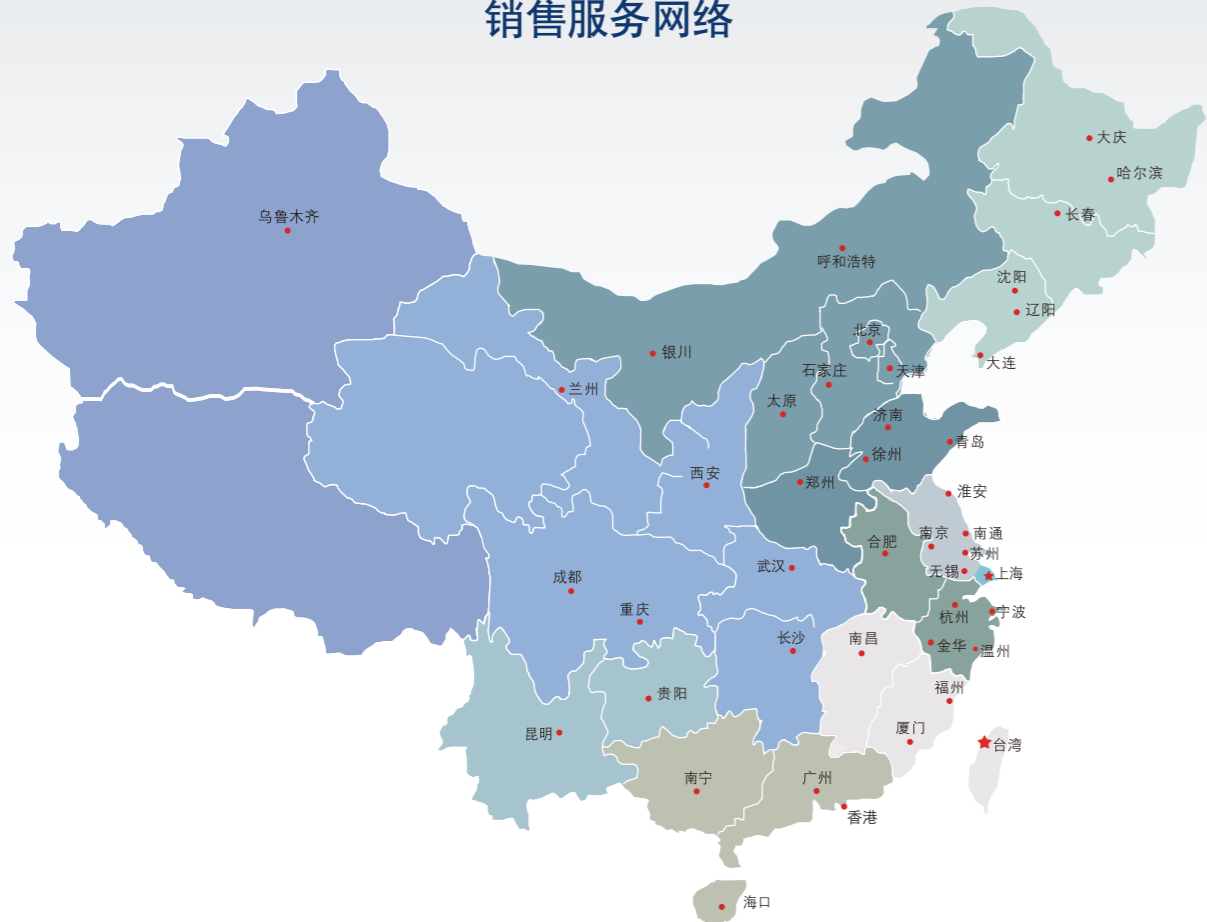 销售服务网络
大庆
哈尔滨
长春
乌鲁木齐
呼和浩特
沈阳
辽阳
北京
银川
大连
石家庄
天津
兰州
太原
济南
青岛
徐州
西安
郑州
淮安
南京
南通
合肥
苏州
武汉
无锡
上海
成都
重庆
杭州
宁波
长沙
南昌
金华
温州
贵阳
福州
昆明
厦门
台湾
南宁
广州
香港
海口